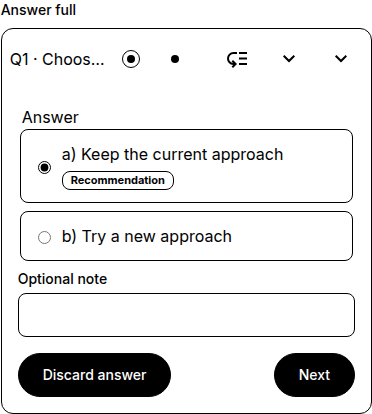 Answer full
Q1 · Choos...
Answer
a) Keep the current approach
Recommendation
b) Try a new approach
Optional note
Discard answer
Next